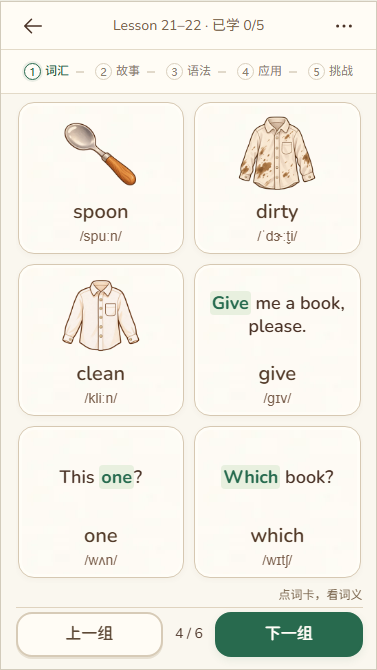 Lesson 21–22 · 已学 0/5
1 词汇 – 2 故事 – 3 语法 – 4 应用 – 5 挑战
spoon
/spuːn/
dirty
/ˈdɝːt̬i/
clean
/kliːn/
Give me a book,
please.
give
/ɡɪv/
This one?
one
/wʌn/
Which book?
which
/wɪtʃ/
点词卡，看词义
上一组
4 / 6
下一组